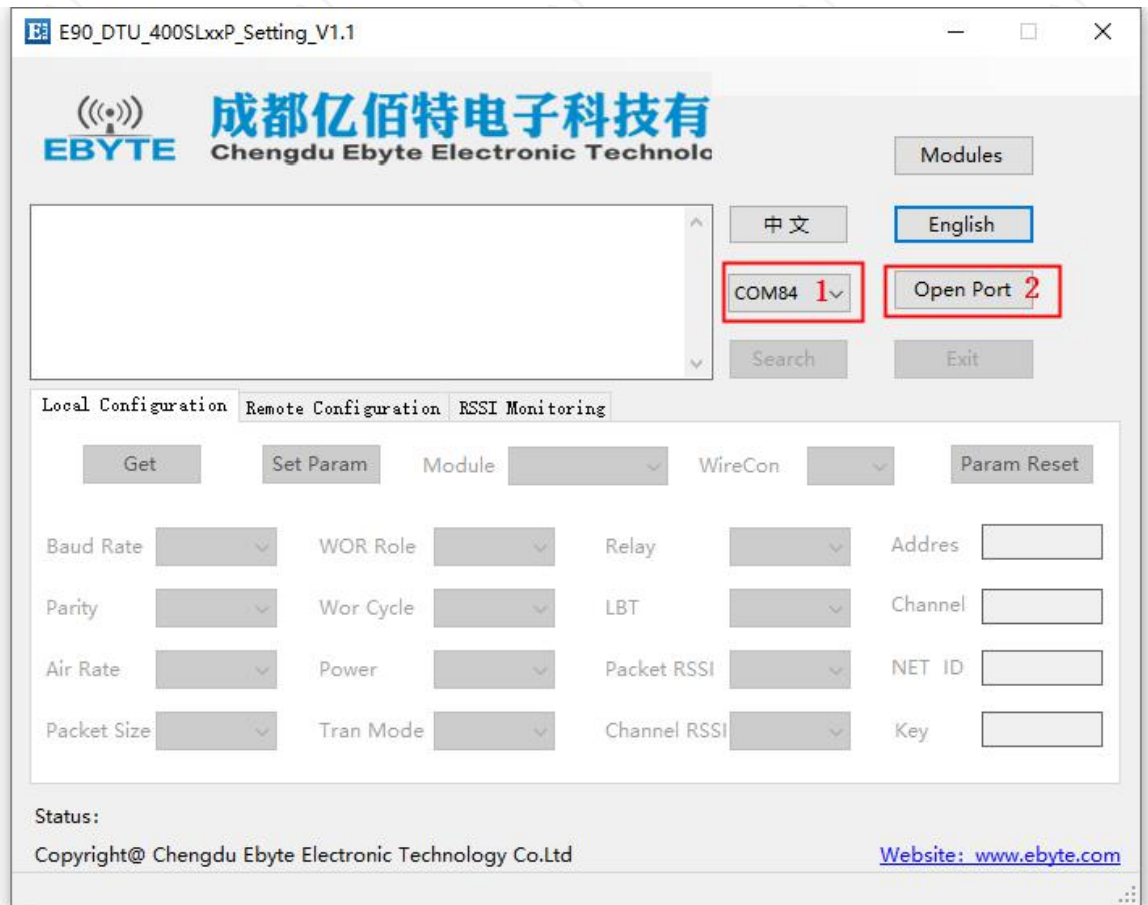 E90_DTU_400SLxxP_Setting_V1.1
EBYTE
成都亿佰特电子科技有
Chengdu Ebyte Electronic Technolo
Modules
中文
English
COM84 1
Open Port 2
Search
Exit
Local Configuration Remote Configuration RSSI Monitoring
Get Set Param Module WireCon Param Reset
Baud Rate WOR Role Relay Addres
Parity Wor Cycle LBT Channel
Air Rate Power Packet RSSI NET ID
Packet Size Tran Mode Channel RSSI Key
Status:
Copyright@ Chengdu Ebyte Electronic Technology Co.Ltd
Website: www.ebyte.com